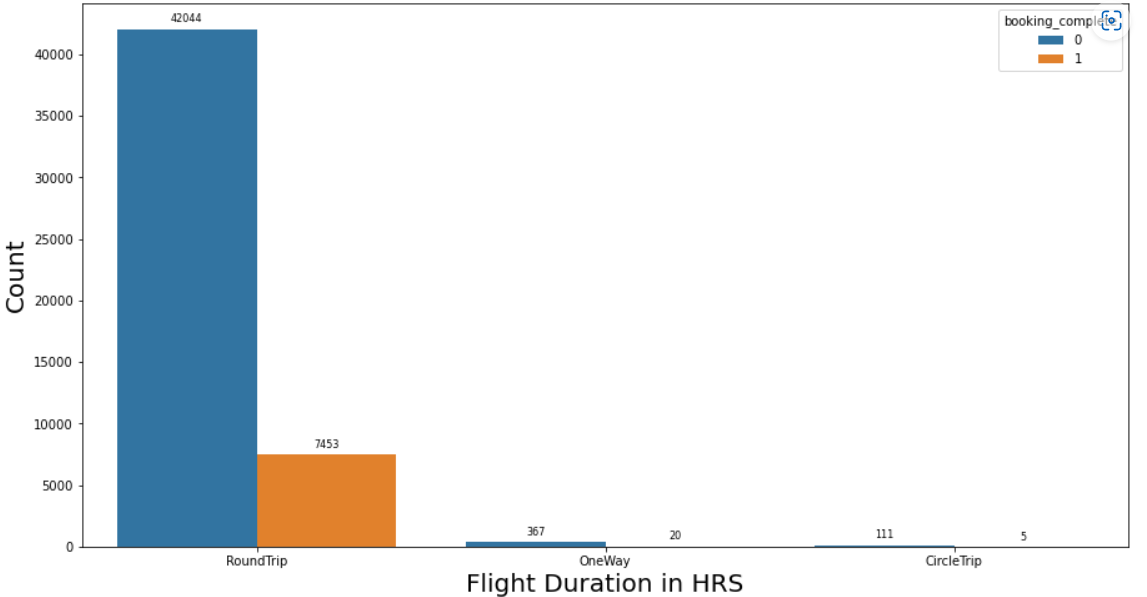 42044
booking_complete
0
1
40000
35000
30000
25000
20000
15000
10000
5000
0
7453
367
20
111
5
Count
RoundTrip
OneWay
CircleTrip
Flight Duration in HRS